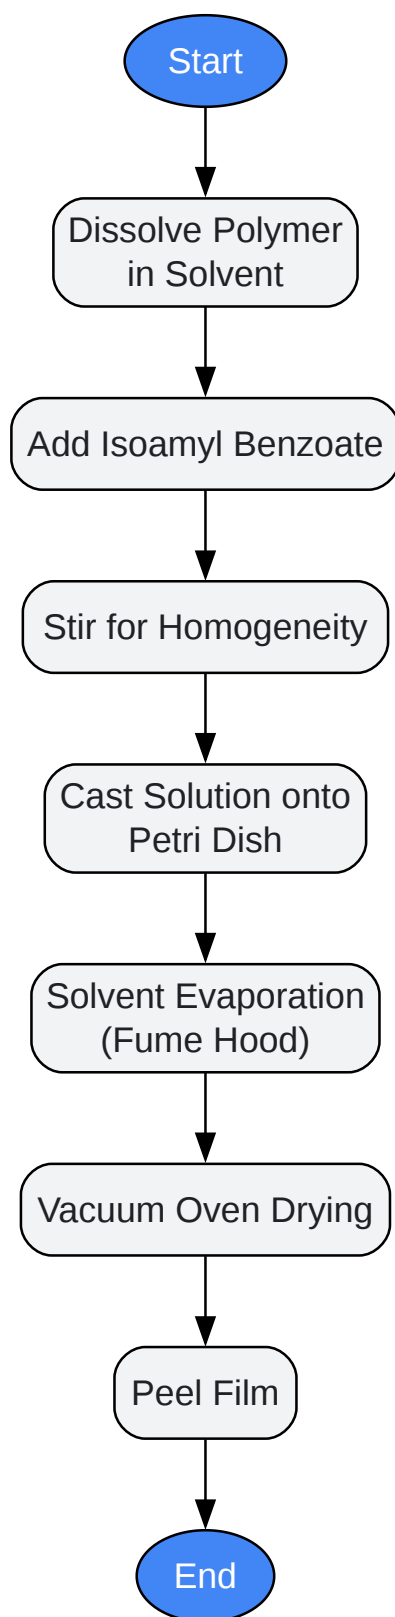 Start
Dissolve Polymer
in Solvent
Add Isoamyl Benzoate
Stir for Homogeneity
Cast Solution onto
Petri Dish
Solvent Evaporation
(Fume Hood)
Vacuum Oven Drying
Peel Film
End